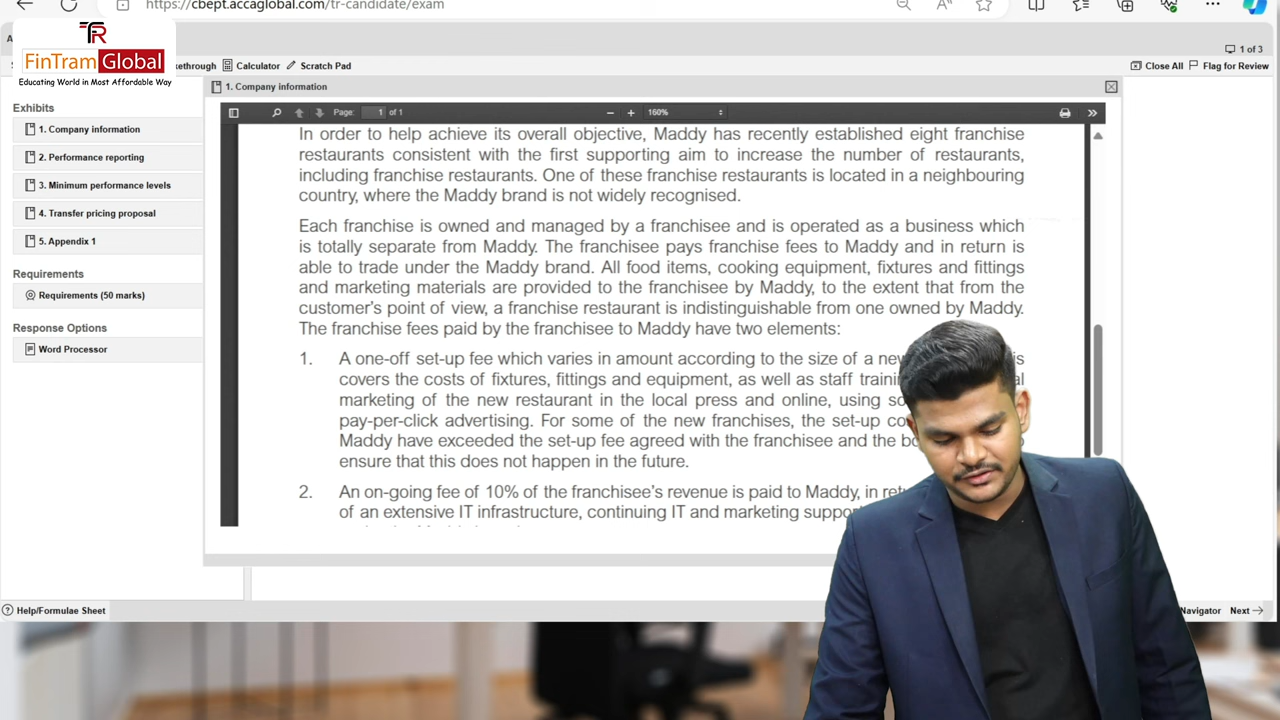 https://cbept.accaglobal.com/tr-candidate/exam
FinTram Global
Educating World in Most Affordable Way
1 of 3
Calculator
Scratch Pad
Close All
Flag for Review
Exhibits
1. Company information
2. Performance reporting
3. Minimum performance levels
4. Transfer pricing proposal
5. Appendix 1
Requirements
Requirements (50 marks)
Response Options
Word Processor
1. Company information
Page: 1 of 1
160%
In order to help achieve its overall objective, Maddy has recently established eight franchise
restaurants consistent with the first supporting aim to increase the number of restaurants,
including franchise restaurants. One of these franchise restaurants is located in a neighbouring
country, where the Maddy brand is not widely recognised.
Each franchise is owned and managed by a franchisee and is operated as a business which
is totally separate from Maddy. The franchisee pays franchise fees to Maddy and in return is
able to trade under the Maddy brand. All food items, cooking equipment, fixtures and fittings
and marketing materials are provided to the franchisee by Maddy, to the extent that from the
customer's point of view, a franchise restaurant is indistinguishable from one owned by Maddy.
The franchise fees paid by the franchisee to Maddy have two elements:
1. A one-off set-up fee which varies in amount according to the size of a
covers the costs of fixtures, fittings and equipment, as well as staff
marketing of the new restaurant in the local press and online, using
pay-per-click advertising. For some of the new franchises, the set-up
Maddy have exceeded the set-up fee agreed with the franchisee and the
ensure that this does not happen in the future.
2. An on-going fee of 10% of the franchisee's revenue is paid to Maddy, in
of an extensive IT infrastructure, continuing IT and marketing
Help/Formulae Sheet
Navigator
Next